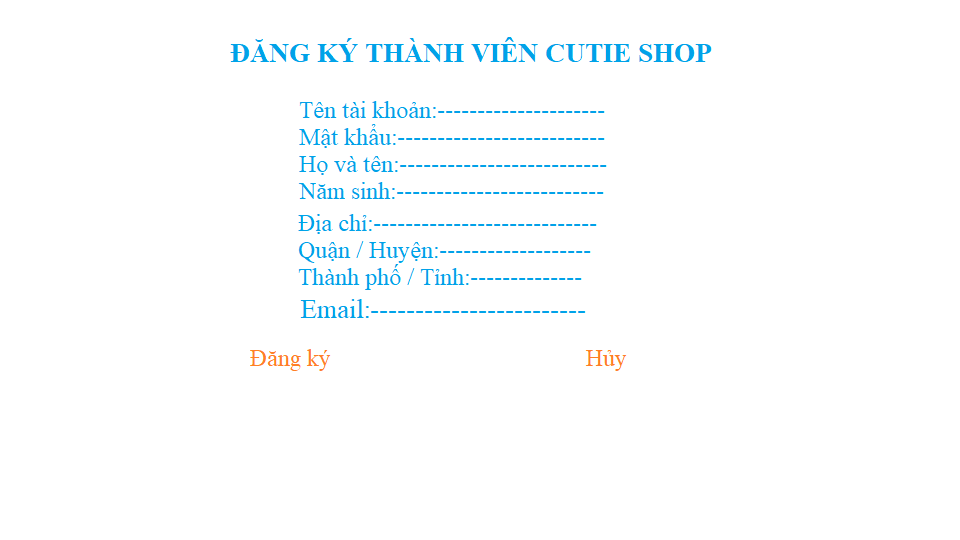 ĐĂNG KÝ THÀNH VIÊN CUTIE SHOP
Tên tài khoản:---------------------
Mật khẩu:--------------------------
Họ và tên:--------------------------
Năm sinh:--------------------------
Địa chỉ:----------------------------
Quận / Huyện:-------------------
Thành phố / Tỉnh:--------------
Email:------------------------
Đăng ký Hủy